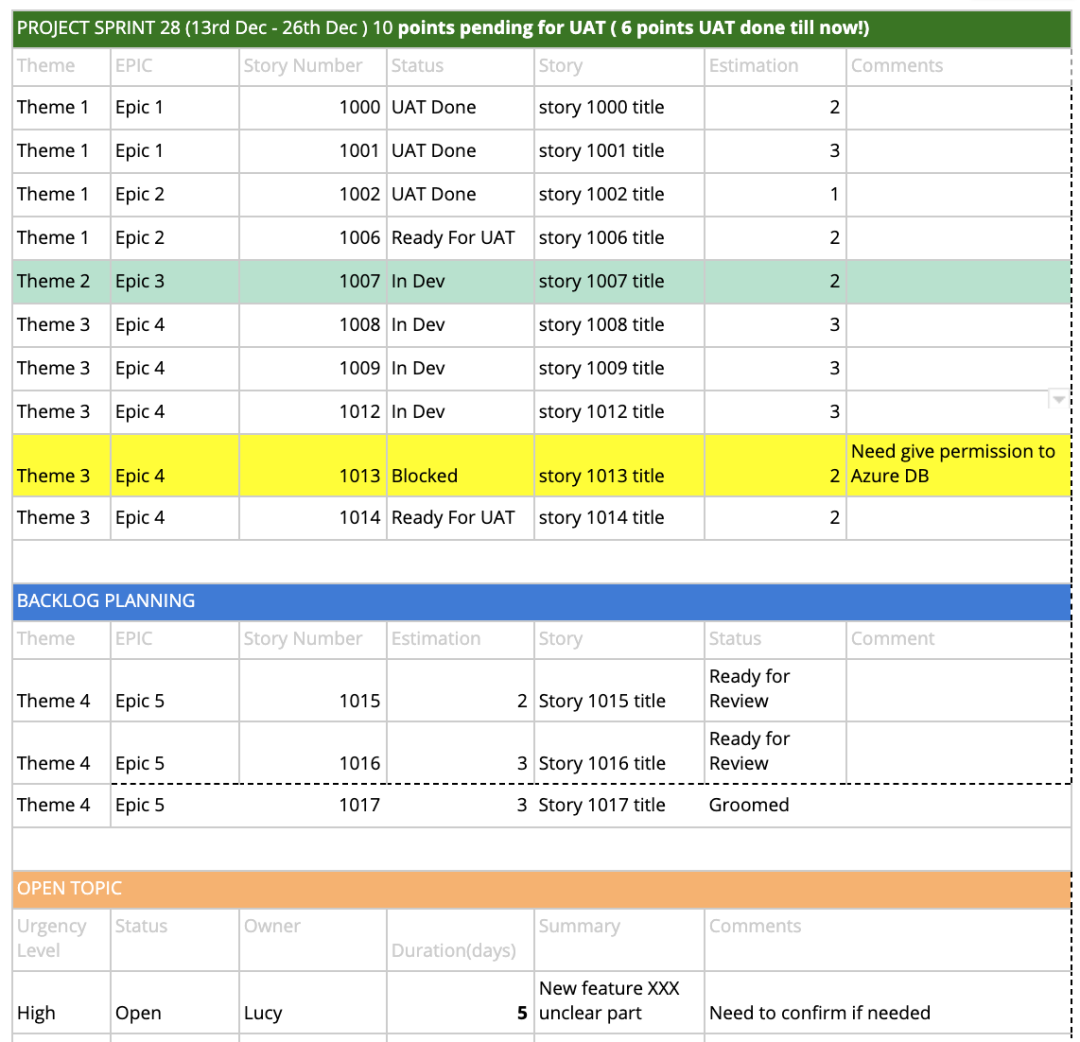 PROJECT SPRINT 28 (13rd Dec - 26th Dec ) 10 points pending for UAT ( 6 points UAT done till now!)
Theme EPIC Story Number Status Story Estimation Comments
Theme 1 Epic 1 1000 UAT Done story 1000 title 2
Theme 1 Epic 1 1001 UAT Done story 1001 title 3
Theme 1 Epic 2 1002 UAT Done story 1002 title 1
Theme 1 Epic 2 1006 Ready For UAT story 1006 title 2
Theme 2 Epic 3 1007 In Dev story 1007 title 2
Theme 3 Epic 4 1008 In Dev story 1008 title 3
Theme 3 Epic 4 1009 In Dev story 1009 title 3
Theme 3 Epic 4 1012 In Dev story 1012 title 3
Need give permission to
Theme 3 Epic 4 1013 Blocked story 1013 title 2 Azure DB
Theme 3 Epic 4 1014 Ready For UAT story 1014 title 2
BACKLOG PLANNING
Theme EPIC Story Number Estimation Story Status Comment
Ready for
Theme 4 Epic 5 1015 2 Story 1015 title Review
Ready for
Theme 4 Epic 5 1016 3 Story 1016 title Review
Theme 4 Epic 5 1017 3 Story 1017 title Groomed
OPEN TOPIC
Urgency Status Owner Summary Comments
Level Duration(days)
New feature XXX
High Open Lucy 5 unclear part Need to confirm if needed